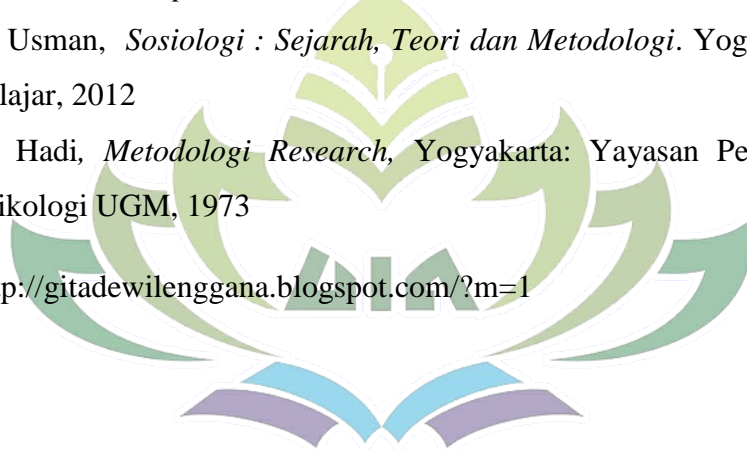 Usman, Sosiologi : Sejarah, Teori dan Metodologi. Yog
lajar, 2012
Hadi, Metodologi Research, Yogyakarta: Yayasan Pe
ikologi UGM, 1973
p://gitadewilenggana.blogspot.com/?m=1